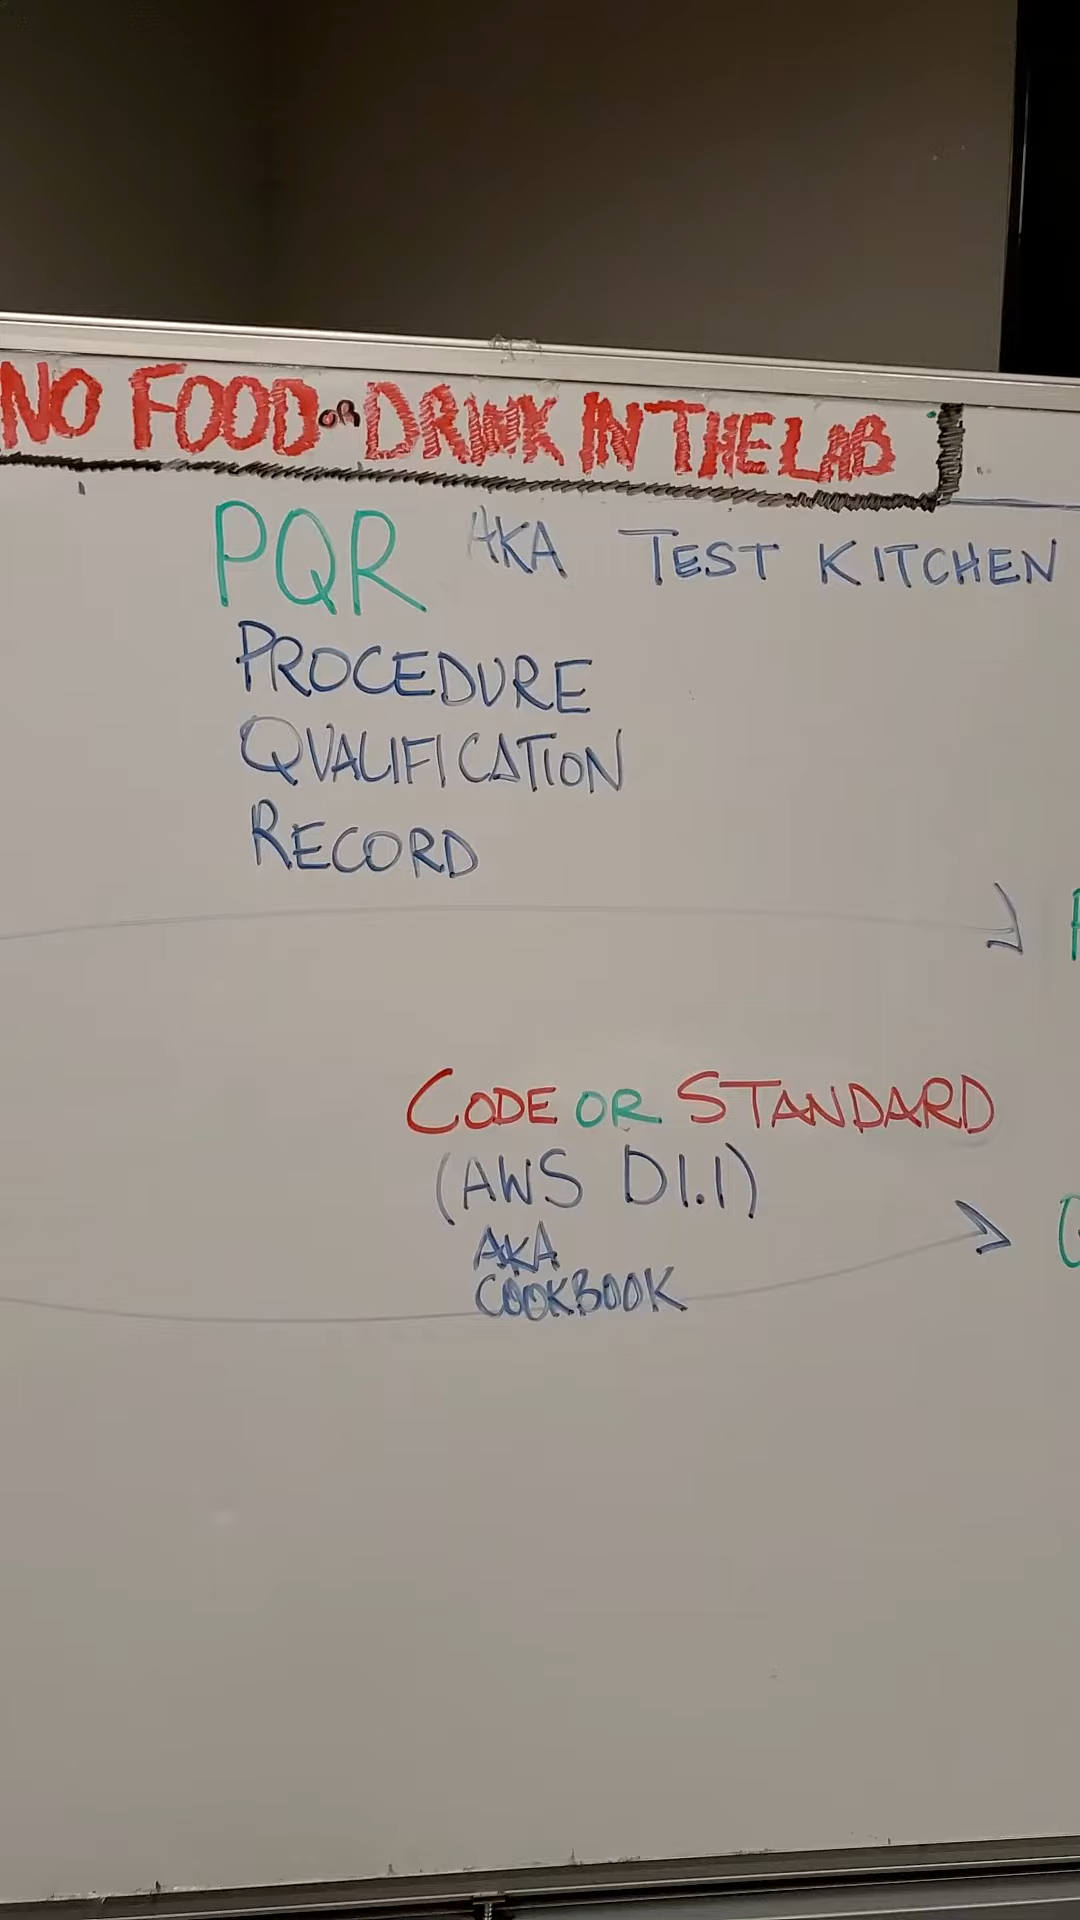 NO FOOD OR DRINK IN THE LAB
PQR AKA TEST KITCHEN
PROCEDURE
QUALIFICATION
RECORD
CODE OR STANDARD
(AWS D1.1)
AKA
COOKBOOK